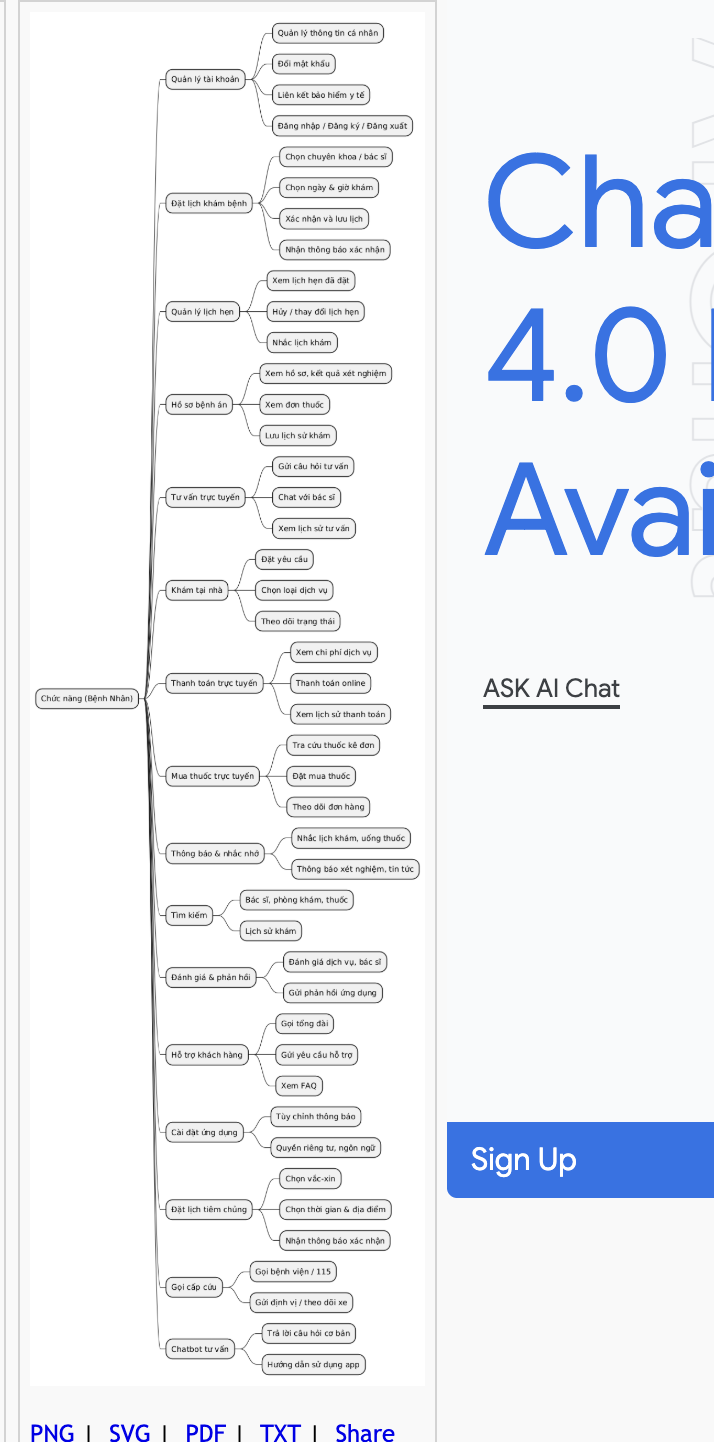 Chức năng (Bệnh Nhân)
Quản lý tài khoản
Quản lý thông tin cá nhân
Đổi mật khẩu
Liên kết bảo hiểm y tế
Đăng nhập / Đăng ký / Đăng xuất
Đặt lịch khám bệnh
Chọn chuyên khoa / bác sĩ
Chọn ngày & giờ khám
Xác nhận và lưu lịch
Nhận thông báo xác nhận
Quản lý lịch hẹn
Xem lịch hẹn đã đặt
Hủy / thay đổi lịch hẹn
Nhắc lịch khám
Hồ sơ bệnh án
Xem hồ sơ, kết quả xét nghiệm
Xem đơn thuốc
Lưu lịch sử khám
Tư vấn trực tuyến
Gửi câu hỏi tư vấn
Chat với bác sĩ
Xem lịch sử tư vấn
Khám tại nhà
Đặt yêu cầu
Chọn loại dịch vụ
Theo dõi trạng thái
Thanh toán trực tuyến
Xem chi phí dịch vụ
Thanh toán online
Xem lịch sử thanh toán
Mua thuốc trực tuyến
Tra cứu thuốc kê đơn
Đặt mua thuốc
Theo dõi đơn hàng
Thông báo & nhắc nhở
Nhắc lịch khám, uống thuốc
Thông báo xét nghiệm, tin tức
Tìm kiếm
Bác sĩ, phòng khám, thuốc
Lịch sử khám
Đánh giá & phản hồi
Đánh giá dịch vụ, bác sĩ
Gửi phản hồi ứng dụng
Hỗ trợ khách hàng
Gọi tổng đài
Gửi yêu cầu hỗ trợ
Xem FAQ
Cài đặt ứng dụng
Tùy chỉnh thông báo
Quyền riêng tư, ngôn ngữ
Đặt lịch tiêm chủng
Chọn vắc-xin
Chọn thời gian & địa điểm
Nhận thông báo xác nhận
Gọi cấp cứu
Gọi bệnh viện / 115
Gửi định vị / theo dõi xe
Chatbot tư vấn
Trả lời câu hỏi cơ bản
Hướng dẫn sử dụng app
PNG | SVG | PDF | TXT | Share
Cha
4.0
Avai
ASK AI Chat
Sign Up